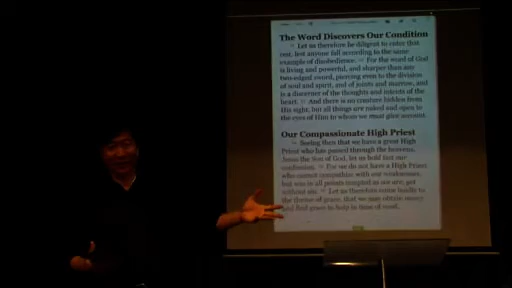 The Word Discovers Our Condition
Let us therefore be diligent to enter that
rest, lest anyone fall according to the same
example of disobedience. For the word of God
is living and powerful, and sharper than any
two-edged sword, piercing even to the division
of soul and spirit, and of joints and marrow, and
is a discerner of the thoughts and intents of the
heart. And there is no creature hidden from
His sight, but all things are naked and open to
the eyes of Him to whom we must give account.
Our Compassionate High Priest
Seeing then that we have a great High
Priest who has passed through the heavens,
Jesus the Son of God, let us hold fast our
confession. For we do not have a High Priest
who cannot sympathize with our weaknesses,
but was in all points tempted as we are, yet
without sin. Let us therefore come boldly to
the throne of grace, that we may obtain mercy
and find grace to help in time of need.